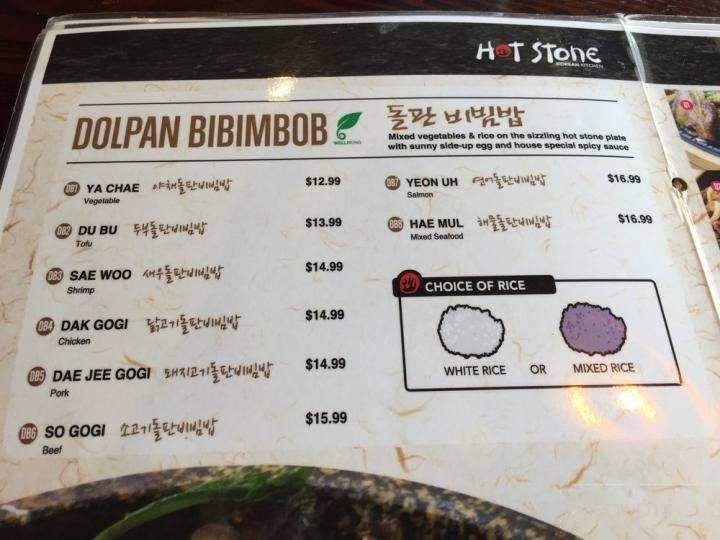 HOT STONE
KOREAN KITCHEN
DOLPAN BIBIMBOB
WELLBEING
돌판 비빔밥
Mixed vegetables & rice on the sizzling hot stone plate
with sunny side-up egg and house special spicy sauce
DB1 YA CHAE 야채돌판비빔밥 $12.99
Vegetable
DB2 DU BU 두부돌판비빔밥 $13.99
Tofu
DB3 SAE WOO 새우돌판비빔밥 $14.99
Shrimp
DB4 DAK GOGI 닭고기돌판비빔밥 $14.99
Chicken
DB5 DAE JEE GOGI 돼지고기돌판비빔밥 $14.99
Pork
DB6 SO GOGI 소고기돌판비빔밥 $15.99
Beef
DB7 YEON UH 연어돌판비빔밥 $16.99
Salmon
DB8 HAE MUL 해물돌판비빔밥 $16.99
Mixed Seafood
CHOICE OF RICE
WHITE RICE OR MIXED RICE